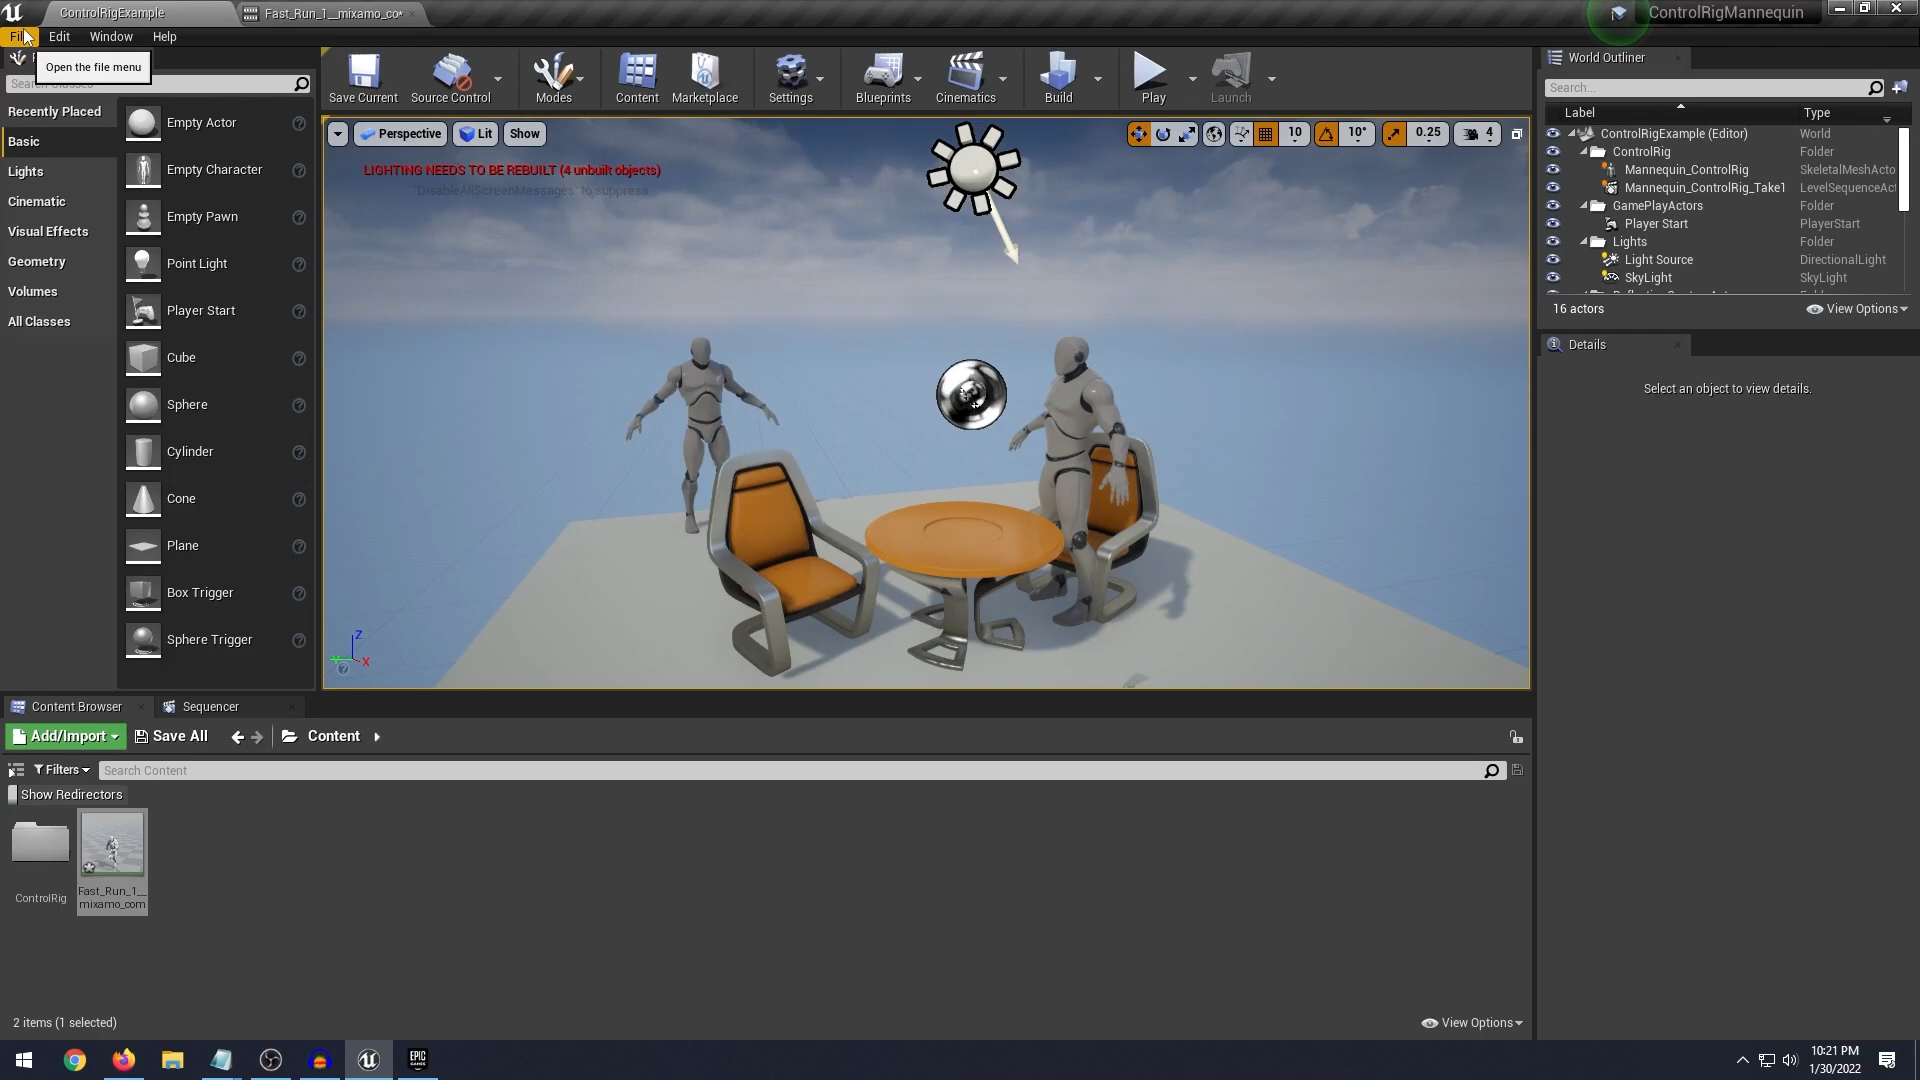 ControlRigExample
Fast_Run_1__mixamo_co*
ControlRigMannequin
Edit
Window
Help
Open the file menu
Recently Placed
Basic
Lights
Cinematic
Visual Effects
Geometry
Volumes
All Classes
Empty Actor
Empty Character
Empty Pawn
Point Light
Player Start
Cube
Sphere
Cylinder
Cone
Plane
Box Trigger
Sphere Trigger
Save Current
Source Control
Modes
Content
Marketplace
Settings
Blueprints
Cinematics
Build
Play
Launch
Perspective
Lit
Show
10
10°
0.25
4
LIGHTING NEEDS TO BE REBUILT (4 unbuilt objects)
'DisableAllScreenMessages' to suppress
Z
Y
X
World Outliner
Search...
Label
Type
ControlRigExample (Editor)
World
ControlRig
Folder
Mannequin_ControlRig
SkeletalMeshActo
Mannequin_ControlRig_Take1
LevelSequenceAct
GamePlayActors
Folder
Player Start
PlayerStart
Lights
Folder
Light Source
DirectionalLight
SkyLight
SkyLight
16 actors
View Options
Details
Select an object to view details.
Content Browser
Sequencer
Add/Import
Save All
Content
Filters
Search Content
Show Redirectors
ControlRig
Fast_Run_1__
mixamo_com
2 items (1 selected)
View Options
EPIC
GAMES
10:21 PM
1/30/2022